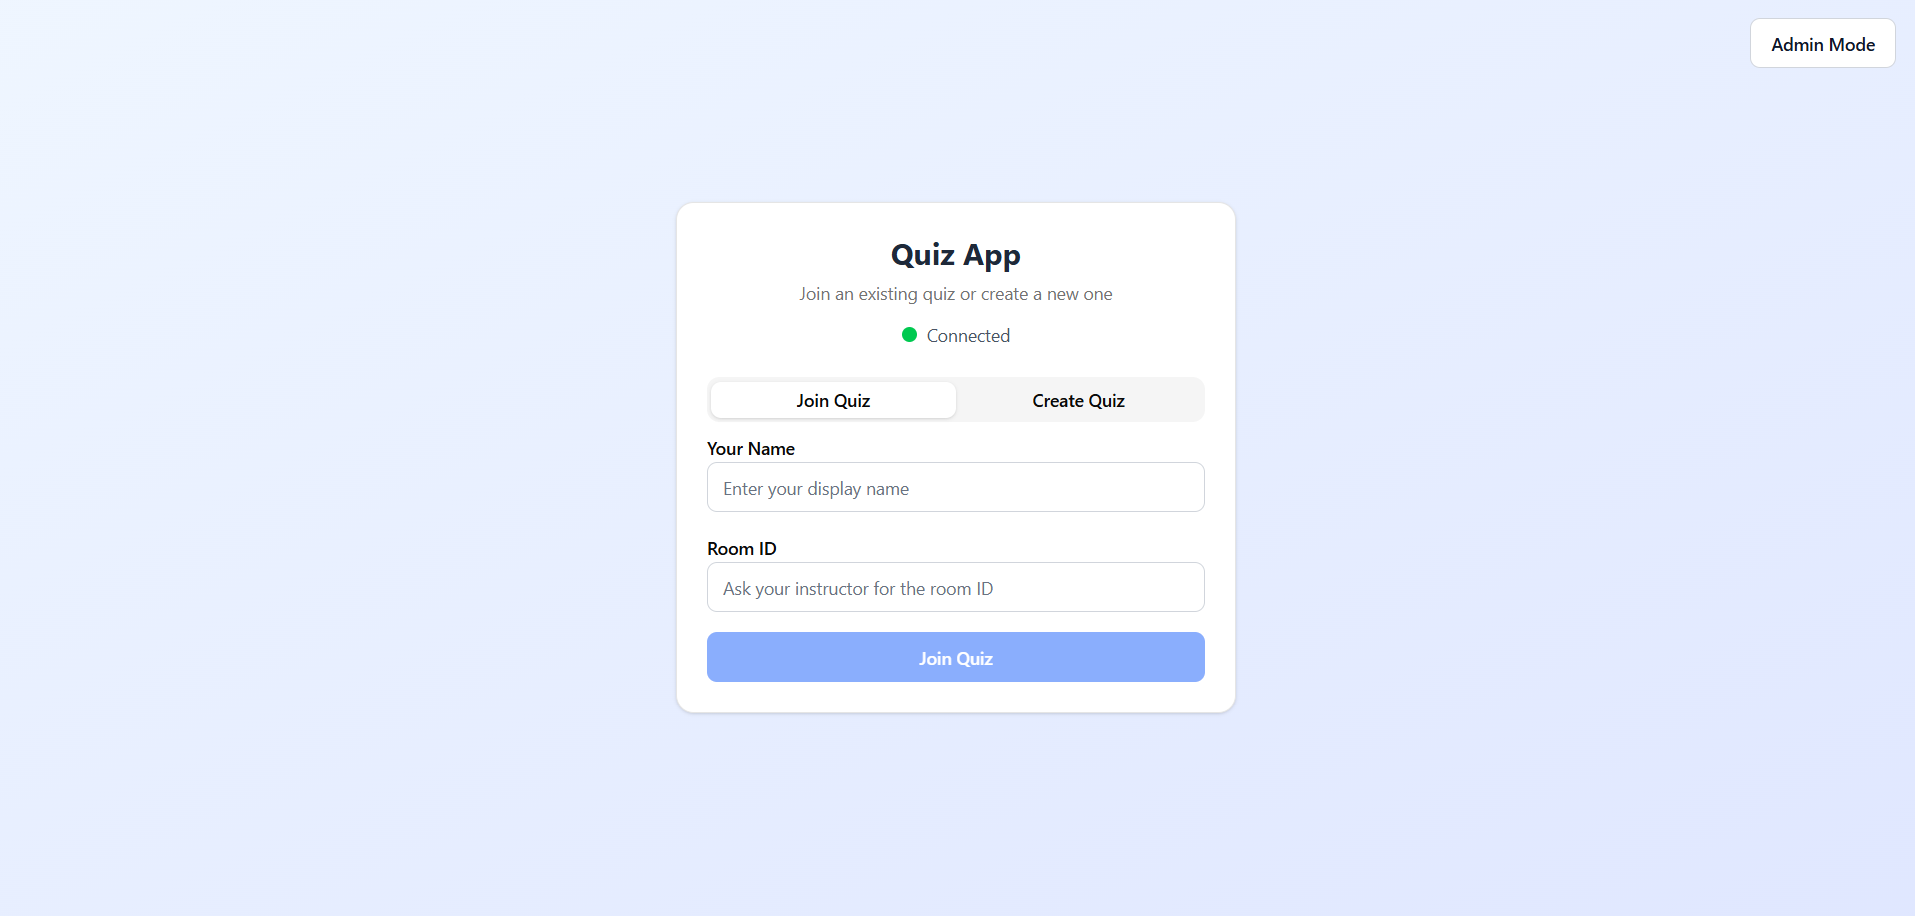 Admin Mode
Quiz App
Join an existing quiz or create a new one
Connected
Join Quiz
Create Quiz
Your Name
Enter your display name
Room ID
Ask your instructor for the room ID
Join Quiz